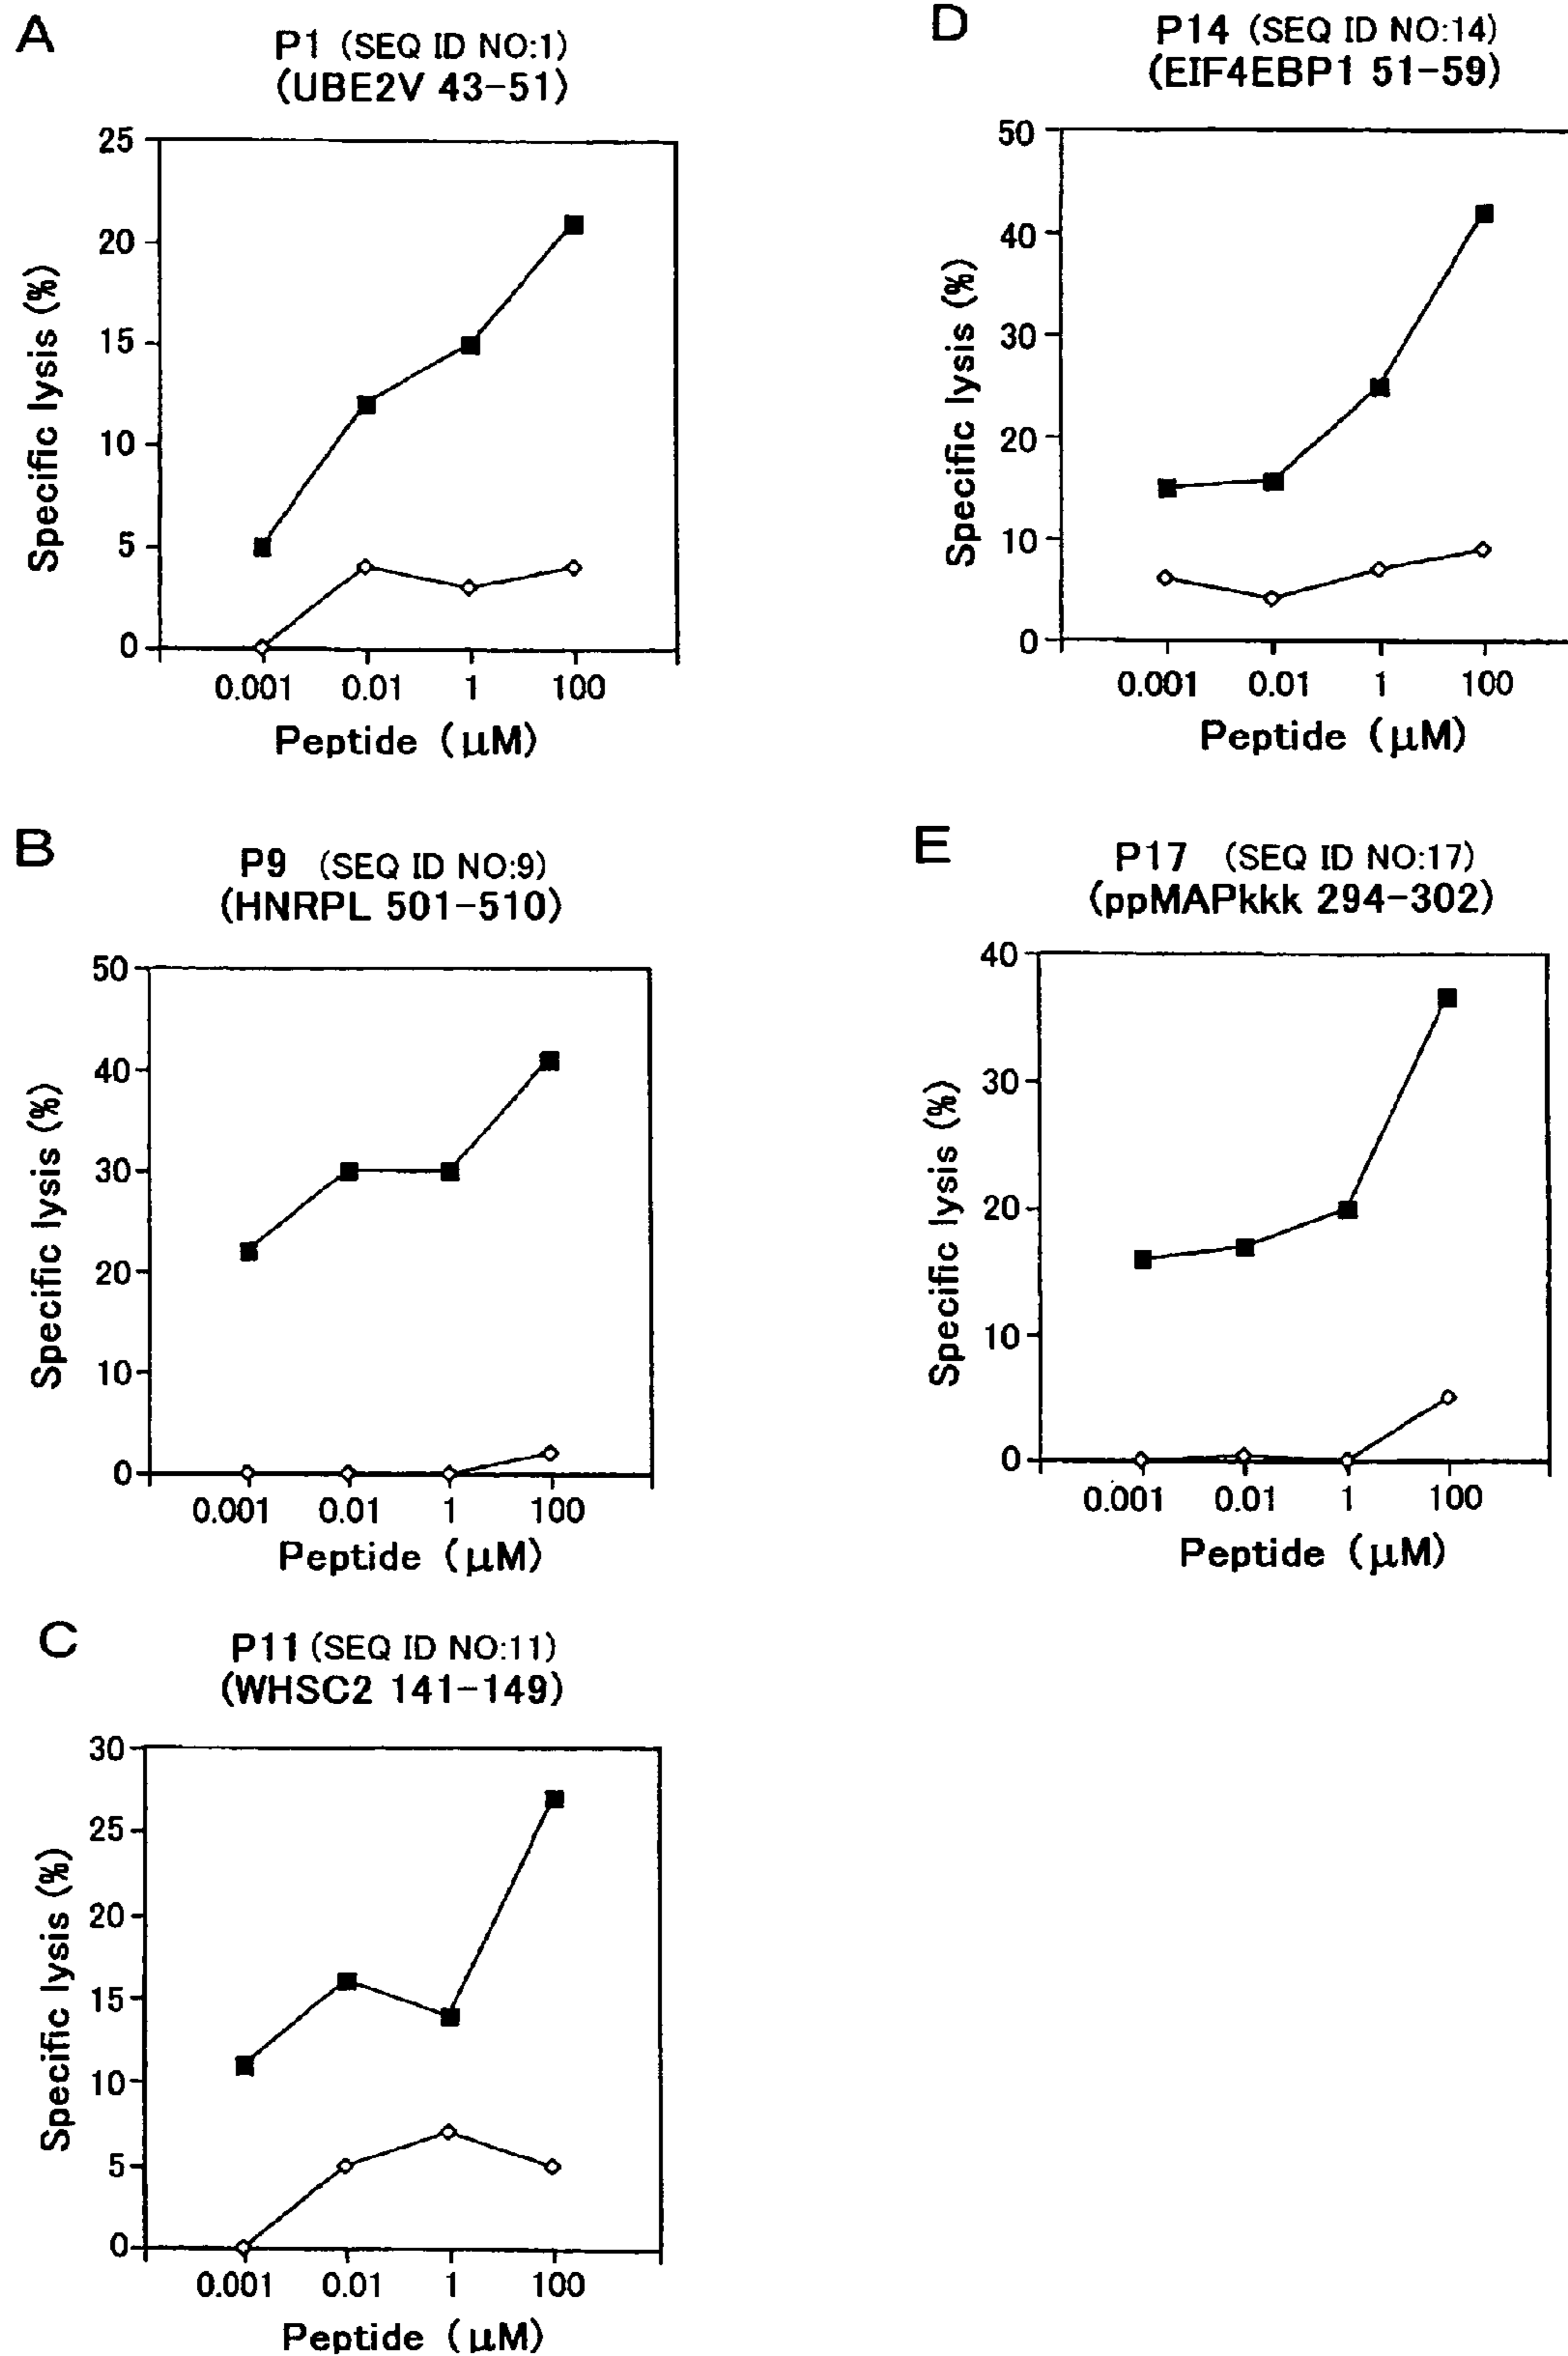 A
P1 (SEQ ID NO:1)
(UBE2V 43-51)
25
20
15
10
5
0
Specific lysis (%)
0.001 0.01 1 100
Peptide (μM)
B
P9 (SEQ ID NO:9)
(HNRPL 501-510)
50
40
30
20
10
0
Specific lysis (%)
0.001 0.01 1 100
Peptide (μM)
C
P11 (SEQ ID NO:11)
(WHSC2 141-149)
30
25
20
15
10
5
0
Specific lysis (%)
0.001 0.01 1 100
Peptide (μM)
D
P14 (SEQ ID NO:14)
(EIF4EBP1 51-59)
50
40
30
20
10
0
Specific lysis (%)
0.001 0.01 1 100
Peptide (μM)
E
P17 (SEQ ID NO:17)
(ppMAPkkk 294-302)
40
30
20
10
0
Specific lysis (%)
0.001 0.01 1 100
Peptide (μM)